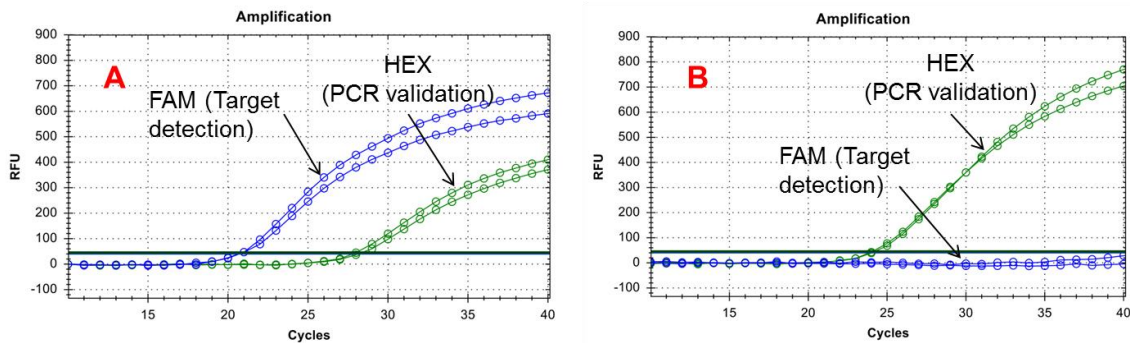 Amplification
900
800
700
600
500
400
300
200
100
0
-100
RFU
A
FAM (Target
detection)
HEX
(PCR validation)
15
20
25
30
35
40
Cycles
Amplification
900
800
700
600
500
400
300
200
100
0
-100
RFU
B
HEX
(PCR validation)
FAM (Target
detection)
15
20
25
30
35
40
Cycles